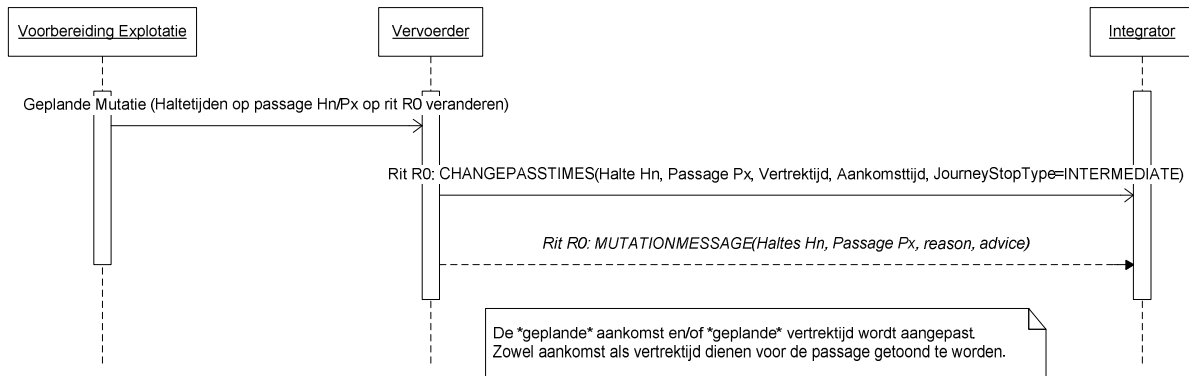 Voorbereiding Explotatie
Vervoerder
Integrator
Geplande Mutatie (Haltetijden op passage Hn/Px op rit R0 veranderen)
Rit R0: CHANGEPASSTIMES(Halte Hn, Passage Px, Vertrektijd, Aankomsttijd, JourneyStopType=INTERMEDIATE)
Rit R0: MUTATIONMESSAGE(Haltes Hn, Passage Px, reason, advice)
De *geplande* aankomst en/of *geplande* vertrektijd wordt aangepast.
Zowel aankomst als vertrektijd dienen voor de passage getoond te worden.